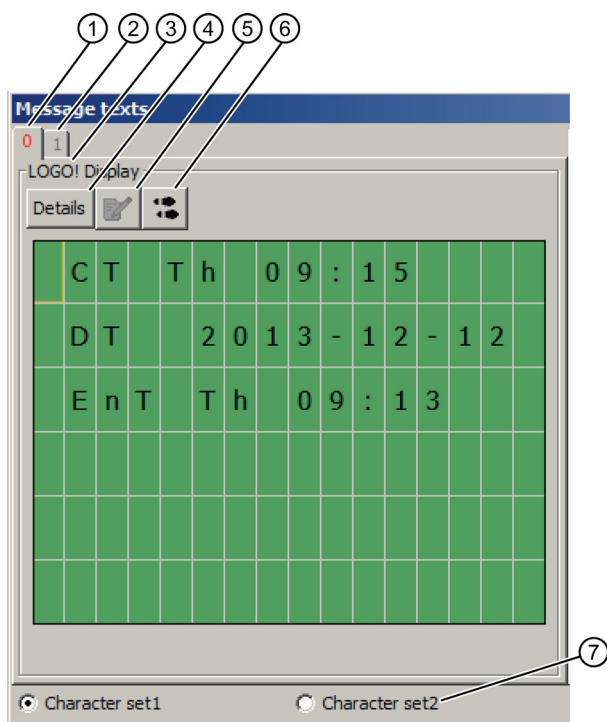 1 2 3 4 5 6
Message texts
0 1
LOGO! Display
Details
CT Th 09:15
DT 2013-12-12
EnT Th 09:13
7
Character set1 Character set2